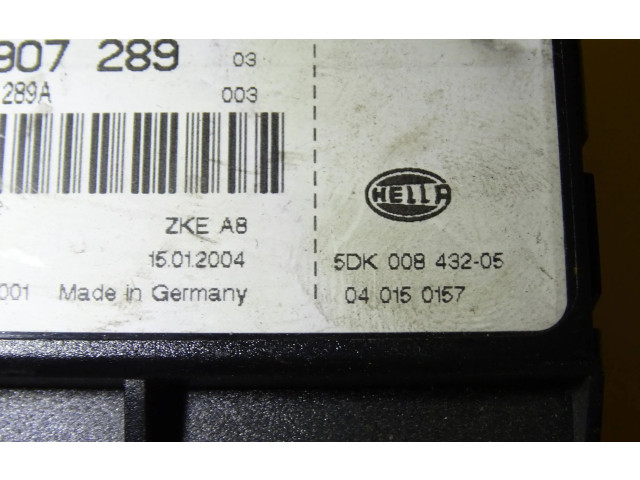 907 289 03
289A 003
HELLA
ZKE A8
15.01.2004 5DK 008 432-05
001 Made in Germany 04 015 0157